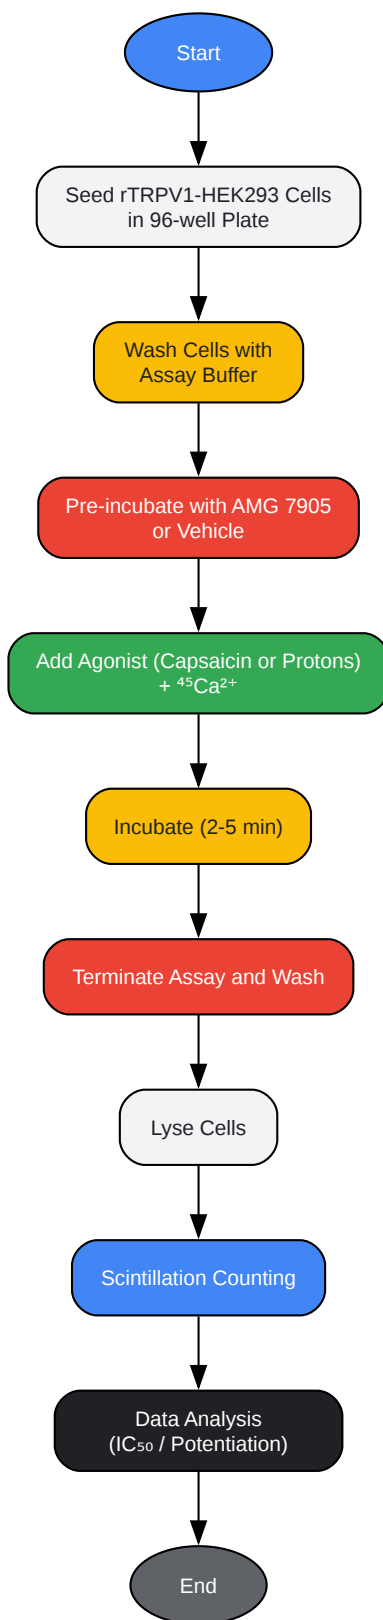 Start
Seed rTRPV1-HEK293 Cells
in 96-well Plate
Wash Cells with
Assay Buffer
Pre-incubate with AMG 7905
or Vehicle
Add Agonist (Capsaicin or Protons)
+ ⁴⁵Ca²⁺
Incubate (2-5 min)
Terminate Assay and Wash
Lyse Cells
Scintillation Counting
Data Analysis
(IC₅₀ / Potentiation)
End